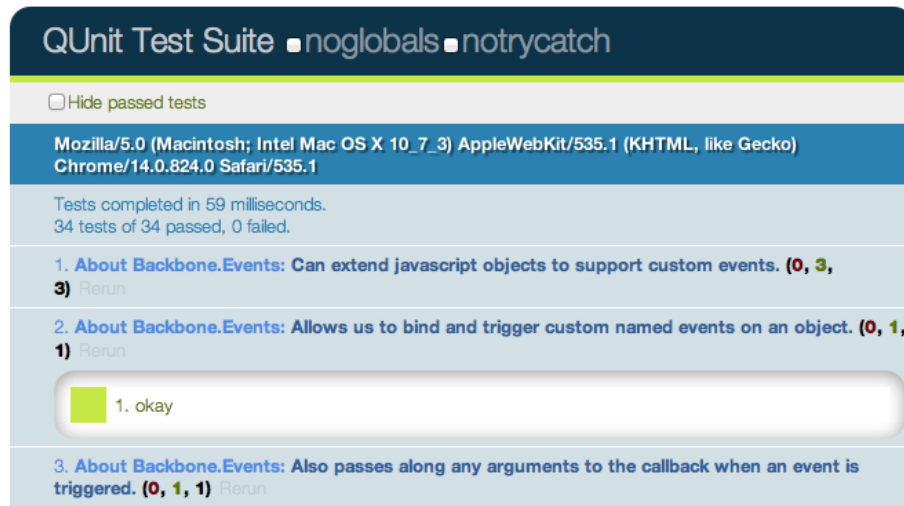 QUnit Test Suite noglobals notrycatch
Hide passed tests
Mozilla/5.0 (Macintosh; Intel Mac OS X 10_7_3) AppleWebKit/535.1 (KHTML, like Gecko)
Chrome/14.0.824.0 Safari/535.1
Tests completed in 59 milliseconds.
34 tests of 34 passed, 0 failed.
1. About Backbone.Events: Can extend javascript objects to support custom events. (0, 3,
3) Rerun
2. About Backbone.Events: Allows us to bind and trigger custom named events on an object. (0, 1,
1) Rerun
1. okay
3. About Backbone.Events: Also passes along any arguments to the callback when an event is
triggered. (0, 1, 1) Rerun